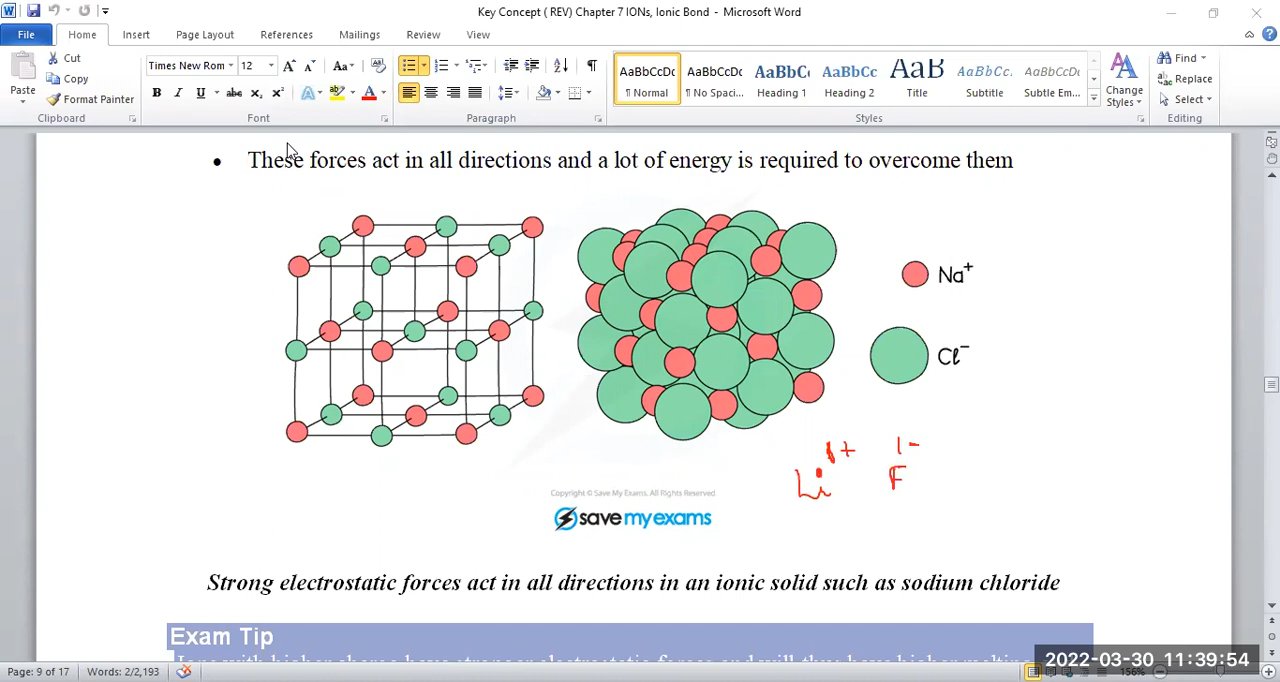 Key Concept ( REV) Chapter 7 IONs, Ionic Bond - Microsoft Word
File Home Insert Page Layout References Mailings Review View
Paste
Cut
Copy
Format Painter
Clipboard
Times New Rom 12
Font
Paragraph
AaBbCcDc AaBbCcDc AaBbCc AaBbCc AaB AaBbCc. AaBbCcDc
¶ Normal ¶ No Spaci... Heading 1 Heading 2 Title Subtitle Subtle Em...
Change
Styles
Styles
Find
Replace
Select
Editing
• These forces act in all directions and a lot of energy is required to overcome them
Na+
Cl−
1+ 1-
Li F
Copyright © Save My Exams. All Rights Reserved.
save my exams
Strong electrostatic forces act in all directions in an ionic solid such as sodium chloride
Exam Tip
Page: 9 of 17 Words: 2/2,193 156%
2022-03-30 11:39:54